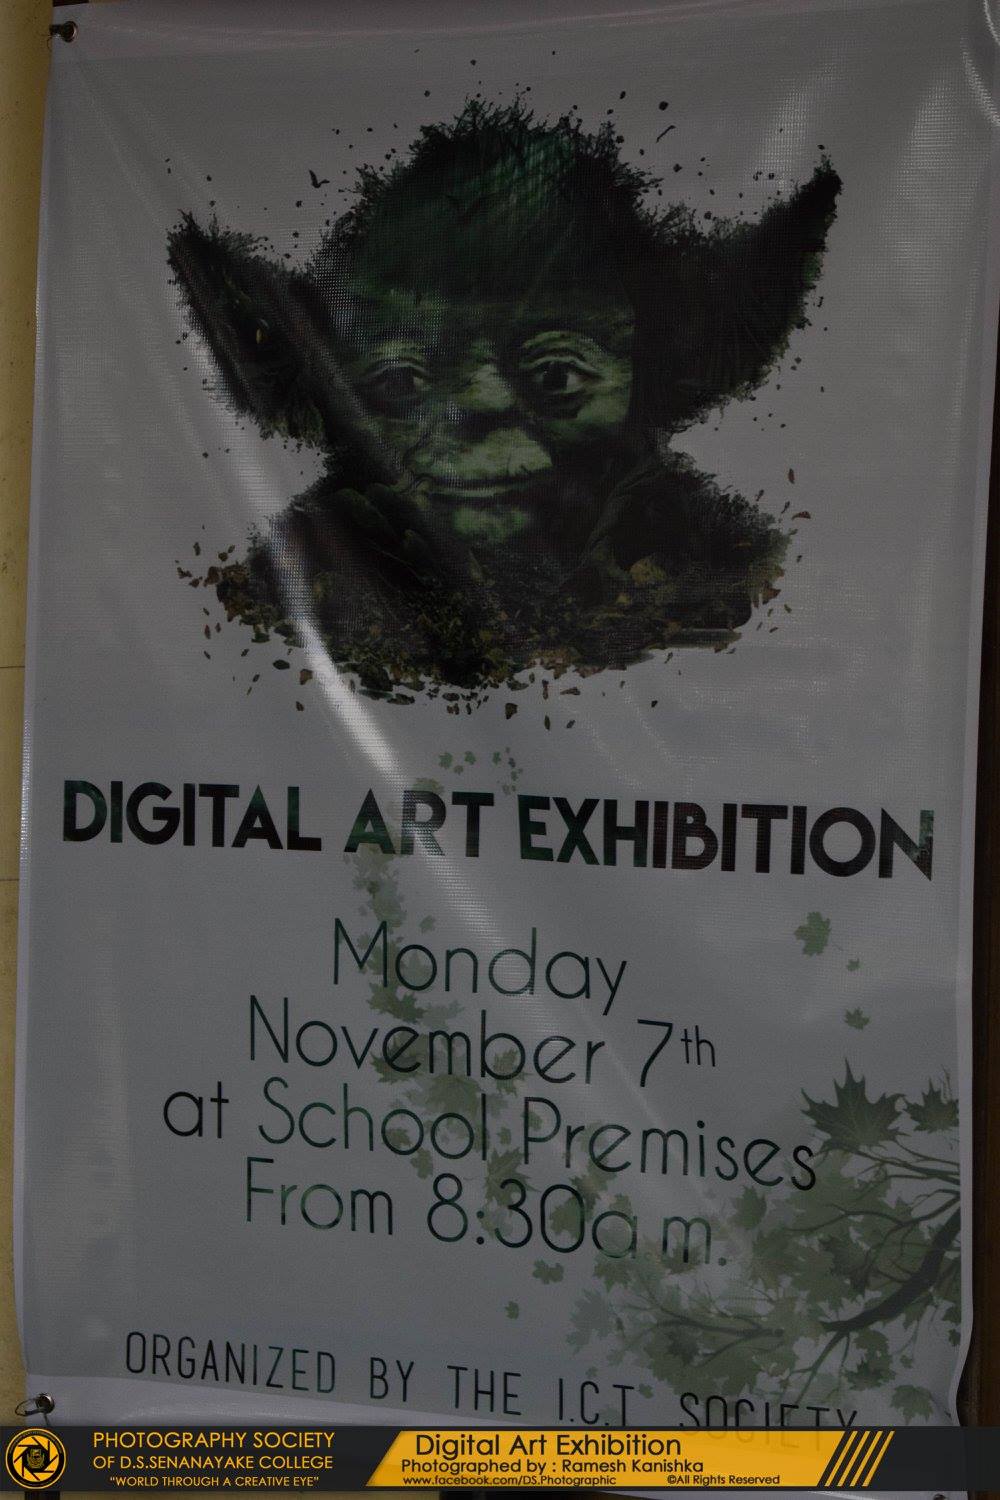 DIGITAL ART EXHIBITION
Monday
November 7th
at School Premises
From 8:30a.m.
ORGANIZED BY THE I.C.T SOCIETY
PHOTOGRAPHY SOCIETY
OF D.S.SENANAYAKE COLLEGE
"WORLD THROUGH A CREATIVE EYE"
Digital Art Exhibition
Photographed by : Ramesh Kanishka
www.facebook.com/DS.Photographic ©All Rights Reserved